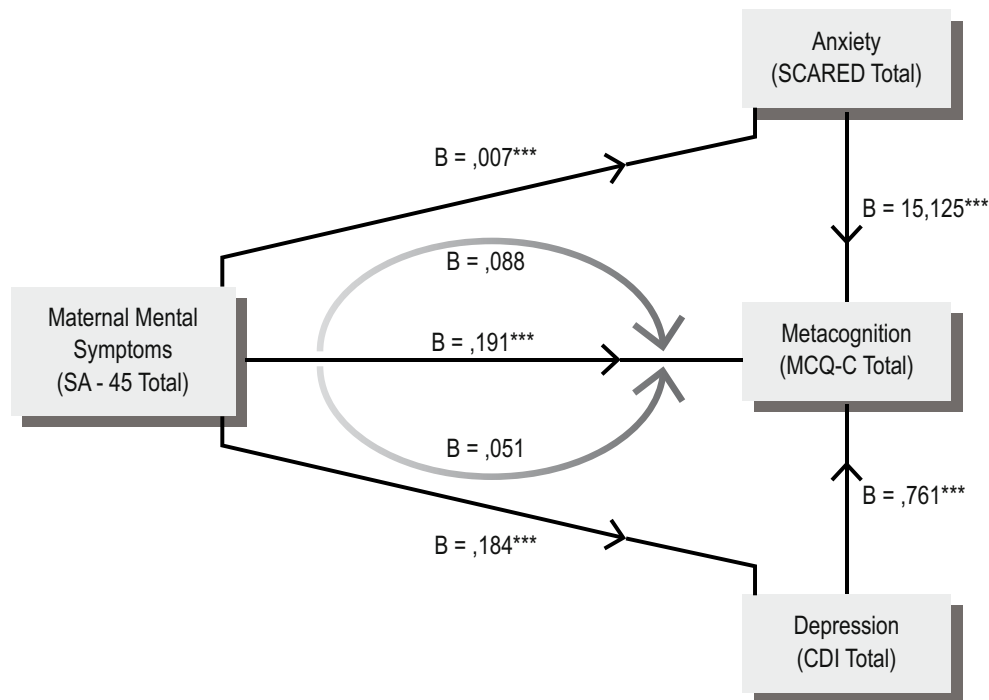 Anxiety
(SCARED Total)
B = ,007***
B = 15,125***
B = ,088
Maternal Mental
Symptoms
(SA - 45 Total)
B = ,191***
Metacognition
(MCQ-C Total)
B = ,051
B = ,761***
B = ,184***
Depression
(CDI Total)